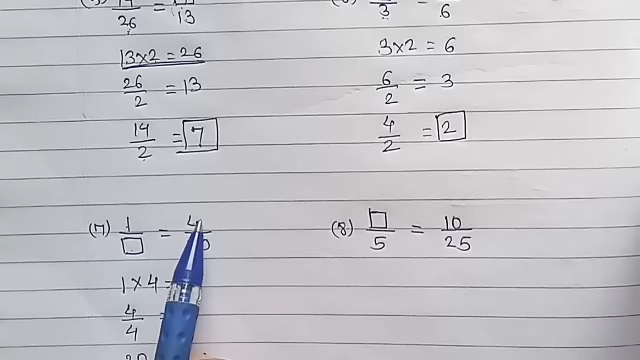 26 = 13
13×2 = 26
26/2 = 13
14/2 = 7
3 6
3×2 = 6
6/2 = 3
4/2 = 2
(7) 1/□ = 4
(8) □/5 = 10/25
1×4 =
4/4